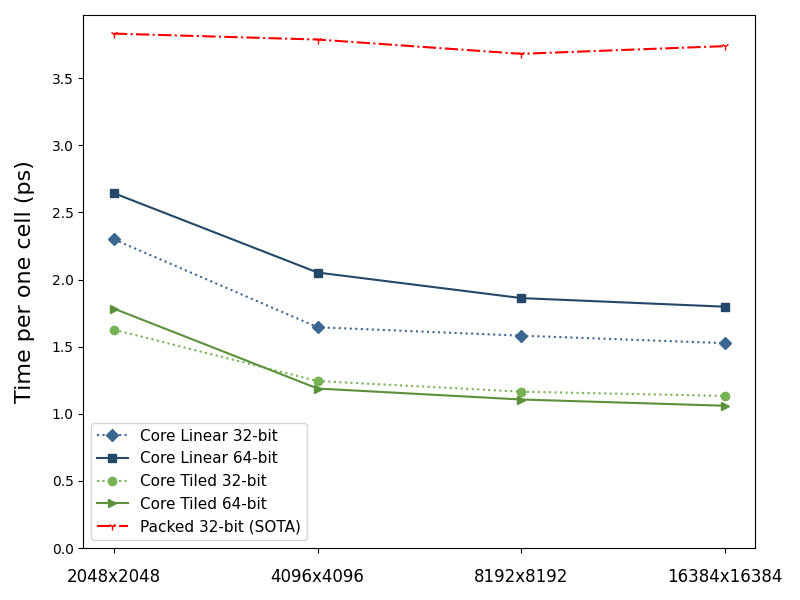 Time per one cell (ps)
3.5
3.0
2.5
2.0
1.5
1.0
0.5
0.0
Core Linear 32-bit
Core Linear 64-bit
Core Tiled 32-bit
Core Tiled 64-bit
Packed 32-bit (SOTA)
2048x2048 4096x4096 8192x8192 16384x16384